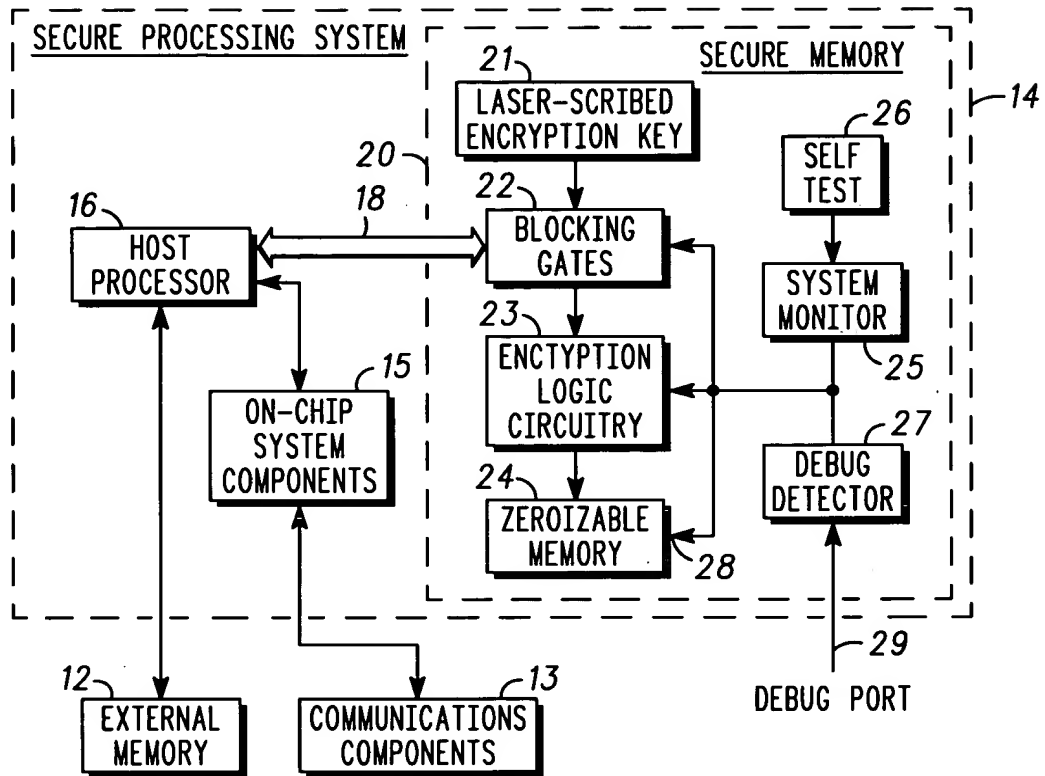 SECURE PROCESSING SYSTEM
SECURE MEMORY
14
21
LASER-SCRIBED
ENCRYPTION KEY
26
SELF
TEST
20
22
BLOCKING
GATES
16
HOST
PROCESSOR
18
SYSTEM
MONITOR
25
23
ENCTYPTION
LOGIC
CIRCUITRY
15
ON-CHIP
SYSTEM
COMPONENTS
27
DEBUG
DETECTOR
24
ZEROIZABLE
MEMORY
28
29
DEBUG PORT
12
EXTERNAL
MEMORY
13
COMMUNICATIONS
COMPONENTS